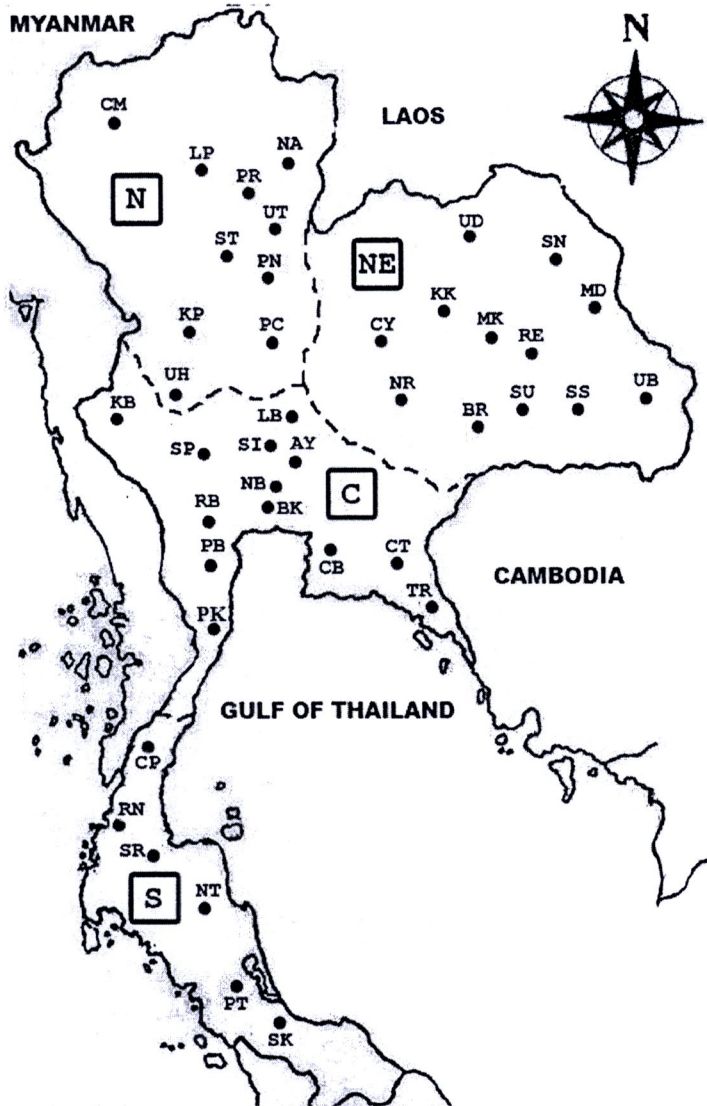 MYANMAR
N
CM
LAOS
LP
NA
PR
N
UT
UD
ST
SN
NE
PN
MD
KK
KP
PC
CY
MK
RE
UH
NR
KB
LB
BR
SU
SS
UB
SP
SI
AY
NB
C
RB
BK
PB
CB
CT
CAMBODIA
TR
PK
GULF OF THAILAND
CP
RN
SR
S
NT
PT
SK